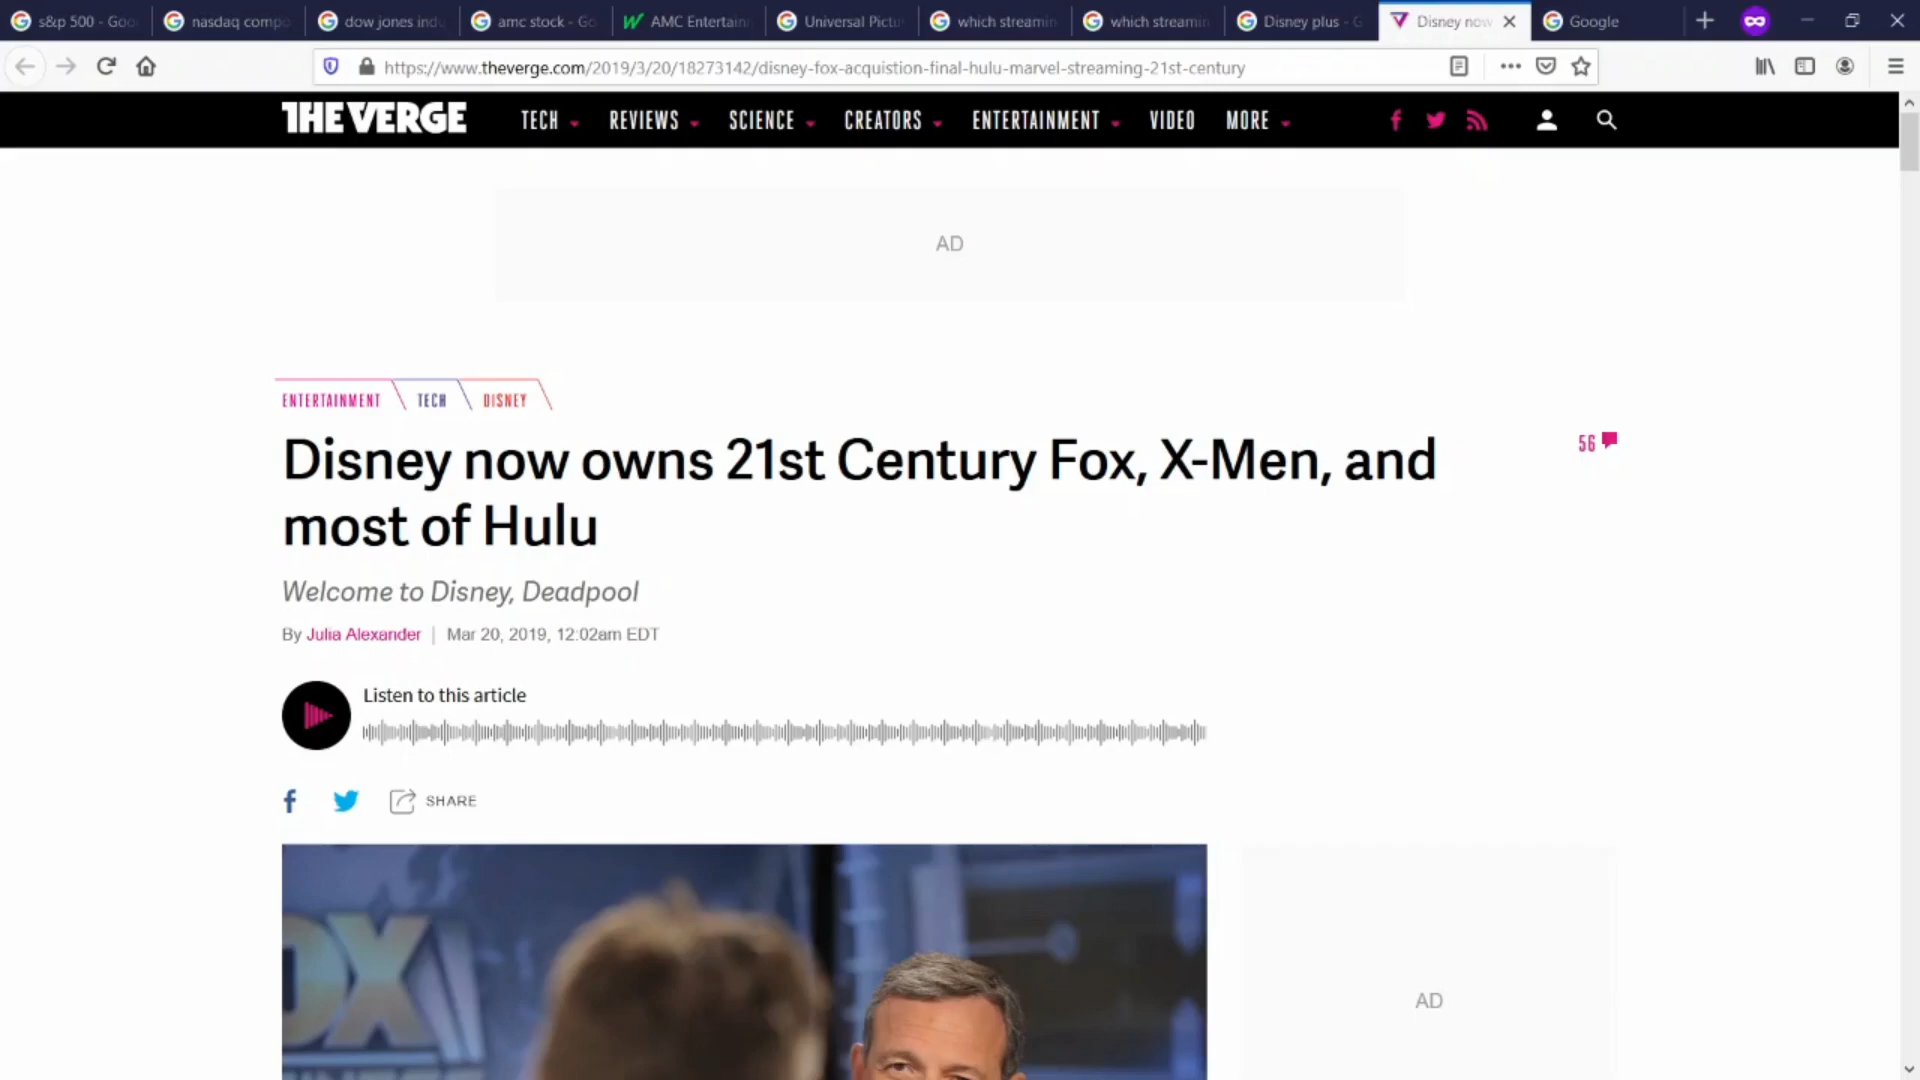 s&p 500 - Goo
nasdaq compo
dow jones indu
amc stock - Go
AMC Entertain
Universal Pictu
which streamin
which streamin
Disney plus - G
Disney now
Google
https://www.theverge.com/2019/3/20/18273142/disney-fox-acquistion-final-hulu-marvel-streaming-21st-century
THE VERGE
TECH
REVIEWS
SCIENCE
CREATORS
ENTERTAINMENT
VIDEO
MORE
AD
ENTERTAINMENT
TECH
DISNEY
Disney now owns 21st Century Fox, X-Men, and
most of Hulu
56
Welcome to Disney, Deadpool
By Julia Alexander | Mar 20, 2019, 12:02am EDT
Listen to this article
SHARE
OX
AD